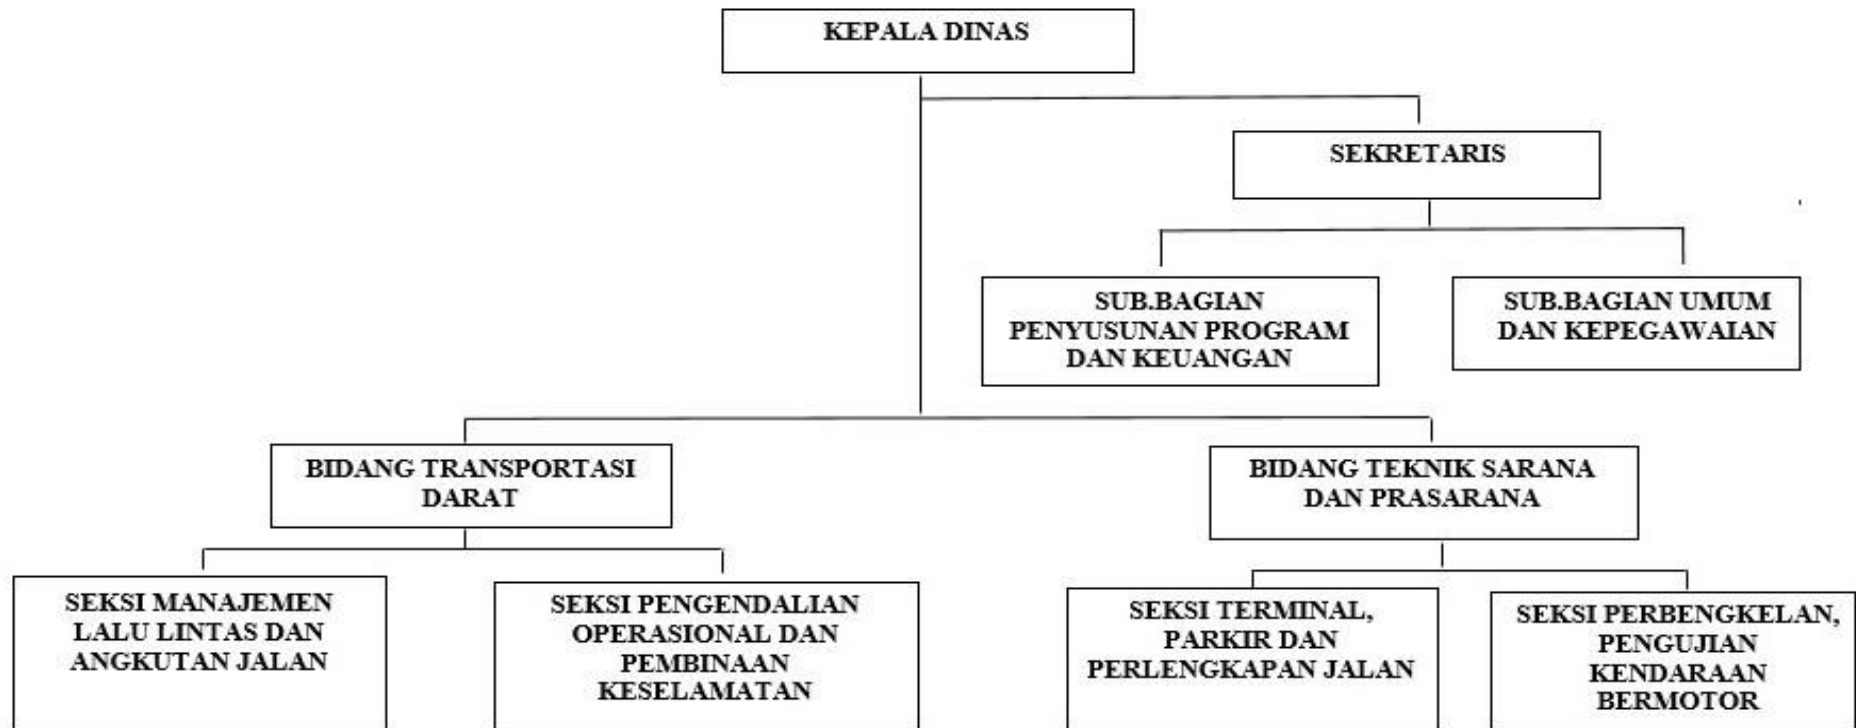 KEPALA DINAS
SEKRETARIS
SUB.BAGIAN
PENYUSUNAN PROGRAM
DAN KEUANGAN
SUB.BAGIAN UMUM
DAN KEPEGAWAIAN
BIDANG TRANSPORTASI
DARAT
BIDANG TEKNIK SARANA
DAN PRASARANA
SEKSI MANAJEMEN
LALU LINTAS DAN
ANGKUTAN JALAN
SEKSI PENGENDALIAN
OPERASIONAL DAN
PEMBINAAN
KESELAMATAN
SEKSI TERMINAL,
PARKIR DAN
PERLENGKAPAN JALAN
SEKSI PERBENGKELAN,
PENGUJIAN
KENDARAAN
BERMOTOR